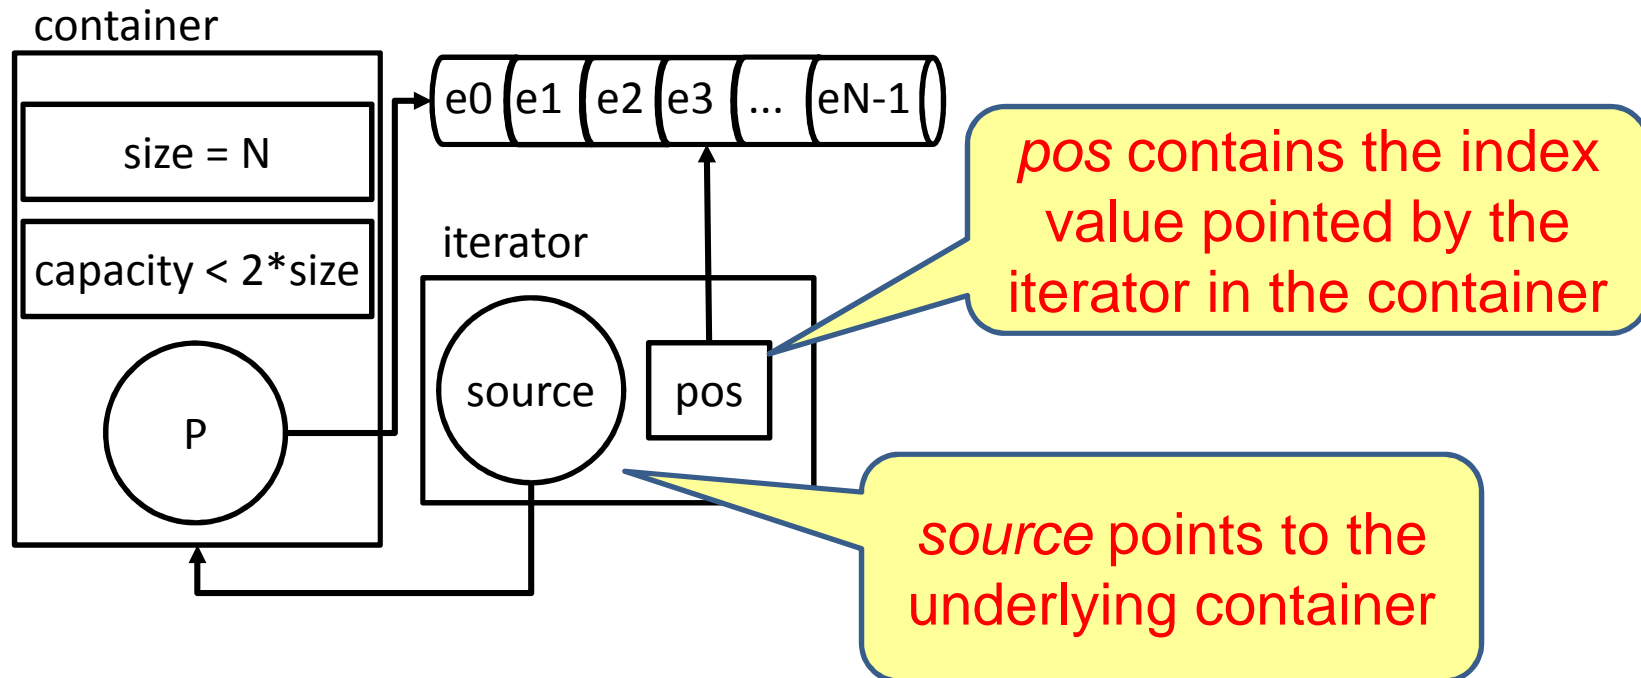 container
e0 e1 e2 e3 ... eN-1
size = N
pos contains the index
value pointed by the
iterator in the container
iterator
capacity < 2*size
source
pos
P
source points to the
underlying container